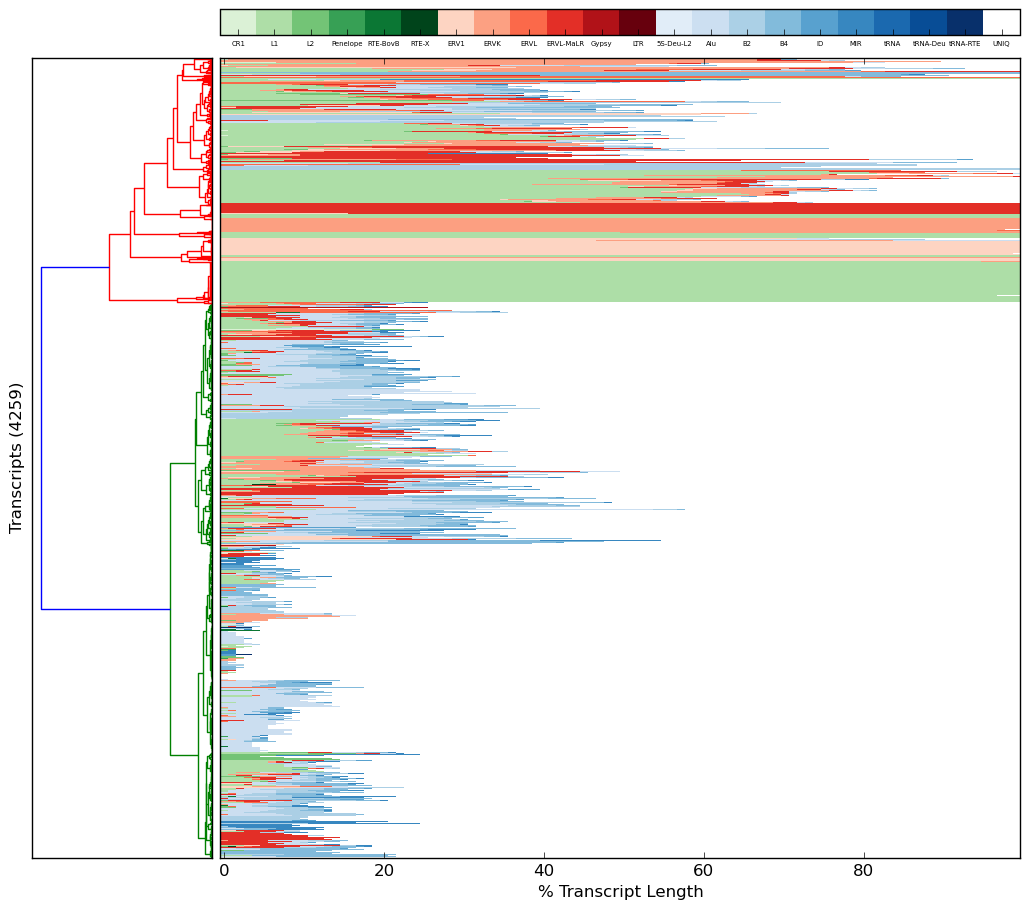 CR1 L1 L2 Penelope RTE-BovB RTE-X ERV1 ERVK ERVL ERVL-MaLR Gypsy LTR 5S-Deu-L2 Alu B2 B4 ID MIR tRNA tRNA-Deu tRNA-RTE UNIQ
Transcripts (4259)
0 20 40 60 80
% Transcript Length